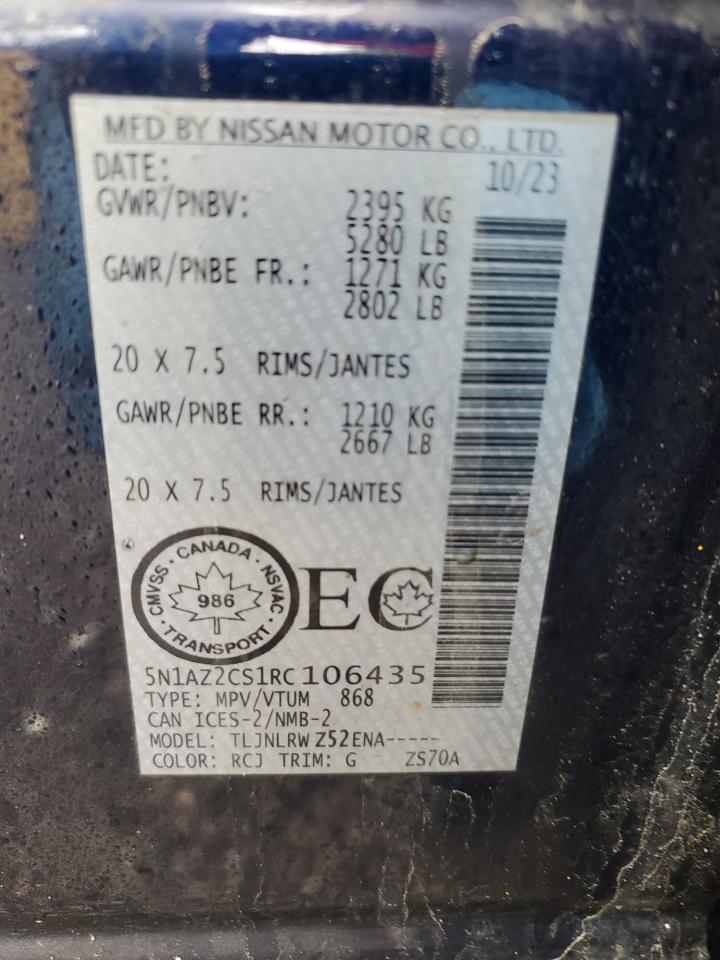 MFD BY NISSAN MOTOR CO., LTD.
DATE: 10/23
GVWR/PNBV: 2395 KG
5280 LB
GAWR/PNBE FR.: 1271 KG
2802 LB
20 X 7.5 RIMS/JANTES
GAWR/PNBE RR.: 1210 KG
2667 LB
20 X 7.5 RIMS/JANTES
CMVSS · CANADA · NSVAC
986
· TRANSPORT ·
EC
5N1AZ2CS1RC106435
TYPE: MPV/VTUM 868
CAN ICES-2/NMB-2
MODEL: TLJNLRW Z52ENA-----
COLOR: RCJ TRIM: G ZS70A